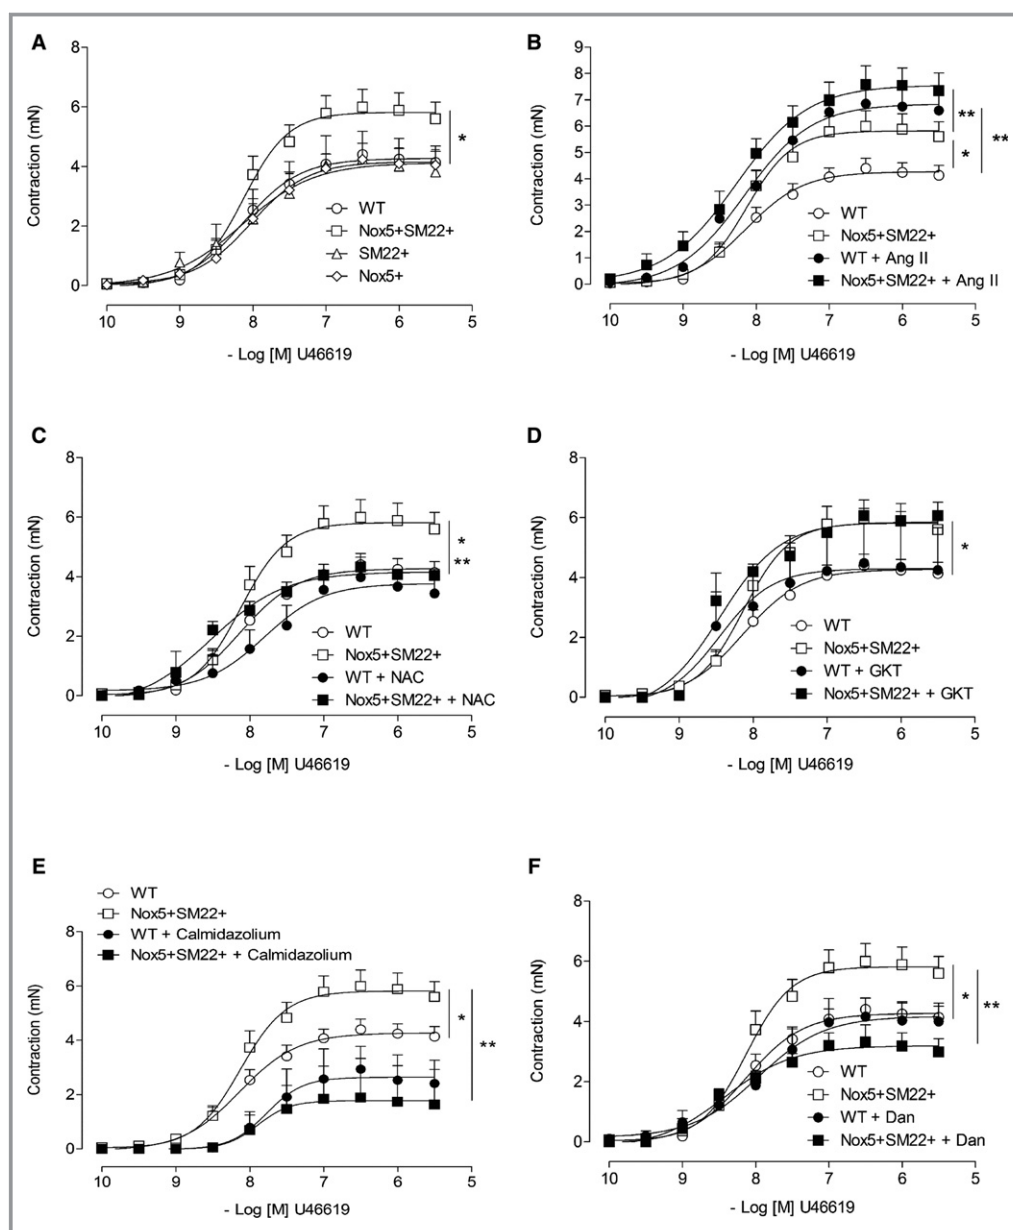 A
8
6
4
2
0
Contraction (mN)
*
WT
Nox5+SM22+
SM22+
Nox5+
10 9 8 7 6 5
- Log [M] U46619
B
9
8
7
6
5
4
3
2
1
0
Contraction (mN)
**
**
*
WT
Nox5+SM22+
WT + Ang II
Nox5+SM22+ + Ang II
10 9 8 7 6 5
- Log [M] U46619
C
8
6
4
2
0
Contraction (mN)
*
**
WT
Nox5+SM22+
WT + NAC
Nox5+SM22+ + NAC
10 9 8 7 6 5
- Log [M] U46619
D
8
6
4
2
0
Contraction (mN)
*
WT
Nox5+SM22+
WT + GKT
Nox5+SM22+ + GKT
10 9 8 7 6 5
- Log [M] U46619
E
WT
Nox5+SM22+
WT + Calmidazolium
Nox5+SM22+ + Calmidazolium
8
6
4
2
0
Contraction (mN)
*
**
10 9 8 7 6 5
- Log [M] U46619
F
8
6
4
2
0
Contraction (mN)
*
**
WT
Nox5+SM22+
WT + Dan
Nox5+SM22+ + Dan
10 9 8 7 6 5
- Log [M] U46619